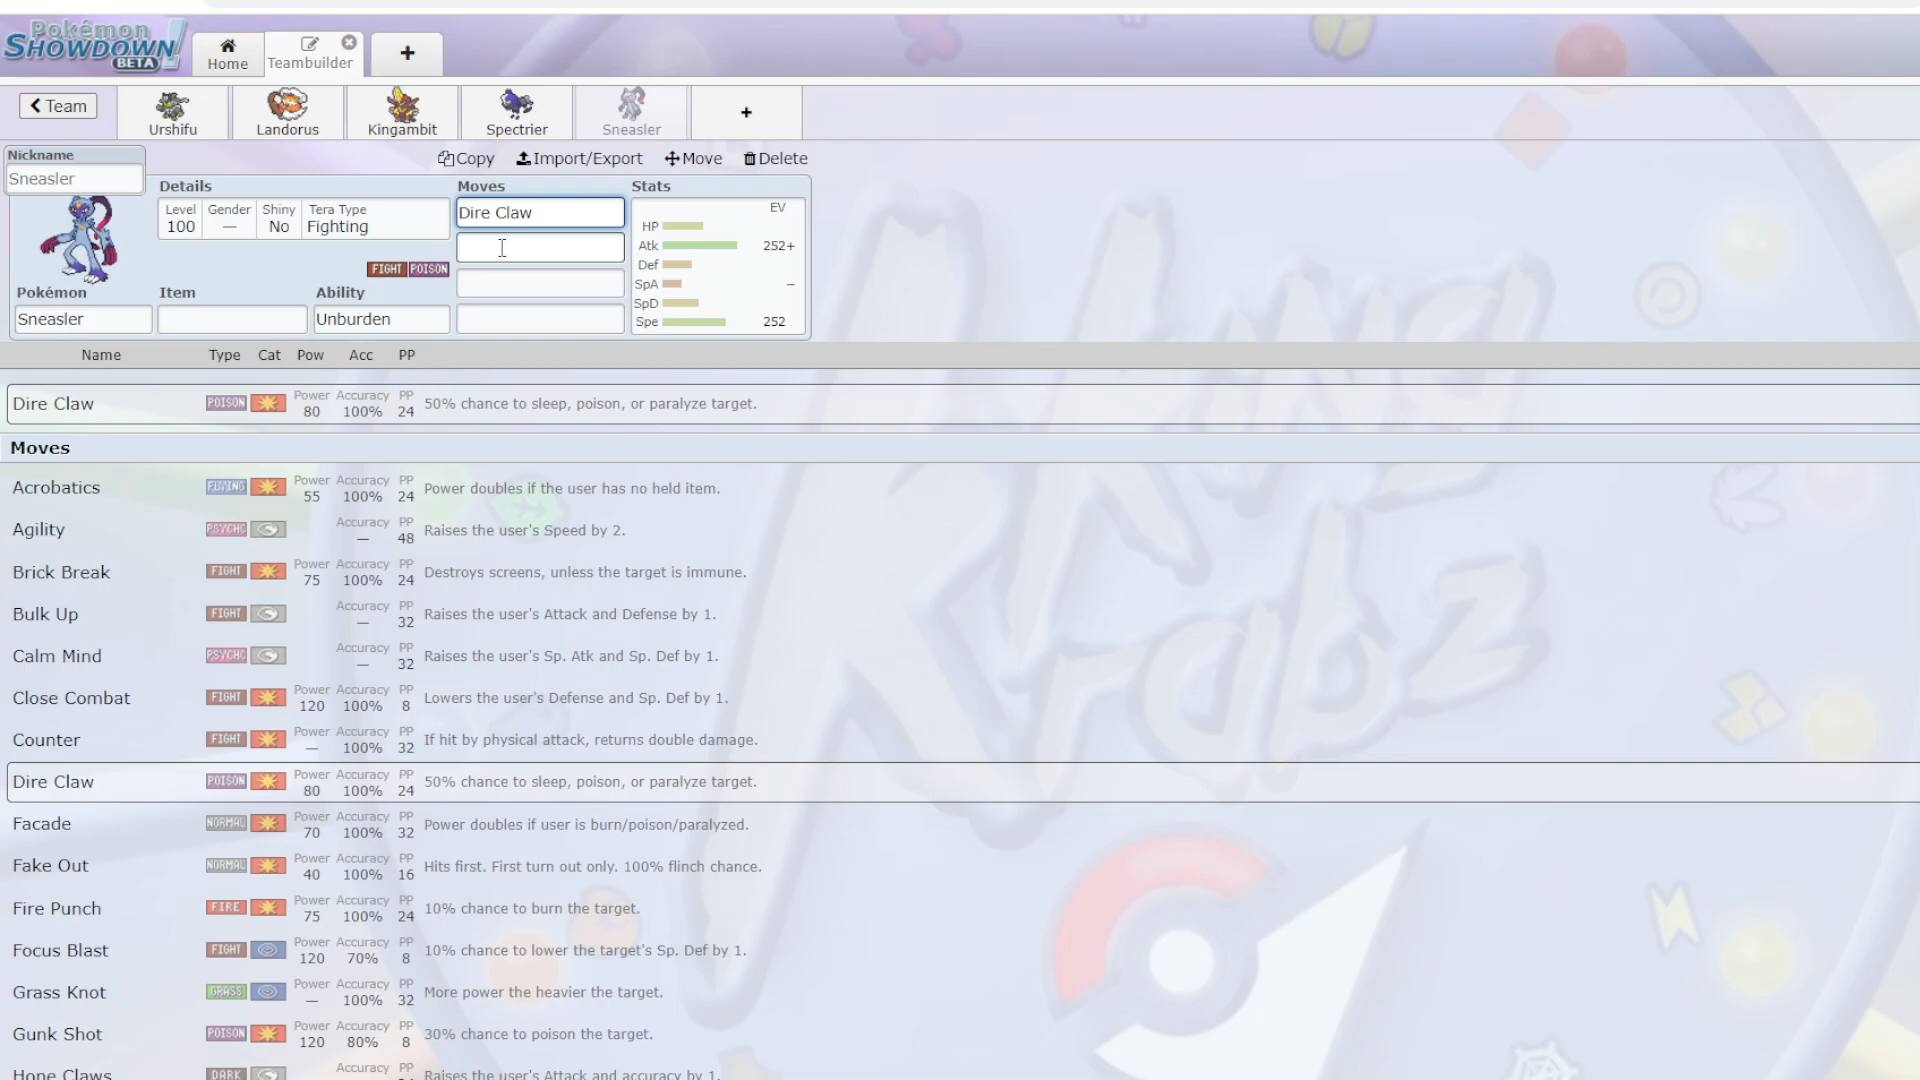 Pokémon
SHOWDOWN!
BETA
Home
Teambuilder
+
Team
Urshifu
Landorus
Kingambit
Spectrier
Sneasler
+
Nickname
Sneasler
Copy
Import/Export
Move
Delete
Details
Level
100
Gender
—
Shiny
No
Tera Type
Fighting
FIGHT POISON
Pokémon
Sneasler
Item
Ability
Unburden
Moves
Dire Claw
Stats
EV
HP
Atk 252+
Def
SpA –
SpD
Spe 252
Name Type Cat Pow Acc PP
Dire Claw POISON Power 80 Accuracy 100% PP 24 50% chance to sleep, poison, or paralyze target.
Moves
Acrobatics FLYING Power 55 Accuracy 100% PP 24 Power doubles if the user has no held item.
Agility PSYCHC Accuracy — PP 48 Raises the user's Speed by 2.
Brick Break FIGHT Power 75 Accuracy 100% PP 24 Destroys screens, unless the target is immune.
Bulk Up FIGHT Accuracy — PP 32 Raises the user's Attack and Defense by 1.
Calm Mind PSYCHC Accuracy — PP 32 Raises the user's Sp. Atk and Sp. Def by 1.
Close Combat FIGHT Power 120 Accuracy 100% PP 8 Lowers the user's Defense and Sp. Def by 1.
Counter FIGHT Power — Accuracy 100% PP 32 If hit by physical attack, returns double damage.
Dire Claw POISON Power 80 Accuracy 100% PP 24 50% chance to sleep, poison, or paralyze target.
Facade NORMAL Power 70 Accuracy 100% PP 32 Power doubles if user is burn/poison/paralyzed.
Fake Out NORMAL Power 40 Accuracy 100% PP 16 Hits first. First turn out only. 100% flinch chance.
Fire Punch FIRE Power 75 Accuracy 100% PP 24 10% chance to burn the target.
Focus Blast FIGHT Power 120 Accuracy 70% PP 8 10% chance to lower the target's Sp. Def by 1.
Grass Knot GRASS Power — Accuracy 100% PP 32 More power the heavier the target.
Gunk Shot POISON Power 120 Accuracy 80% PP 8 30% chance to poison the target.
Hone Claws DARK Accuracy PP Raises the user's Attack and accuracy by 1.
King
Krabz